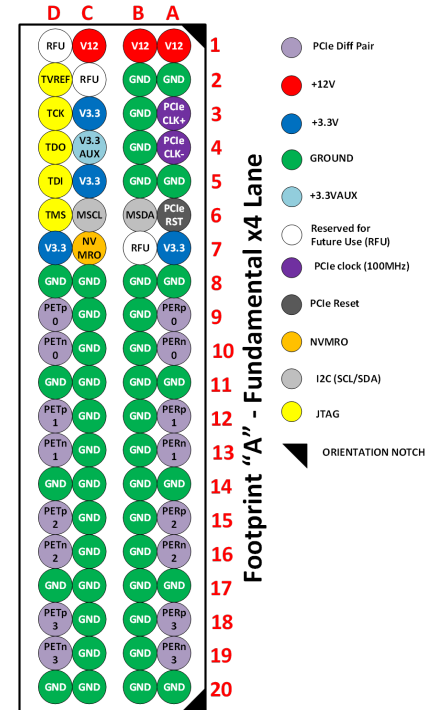 D C B A
RFU V12 V12 V12 1
TVREF RFU GND GND 2
TCK V3.3 GND PCIe CLK+ 3
TDO V3.3 AUX GND PCIe CLK- 4
TDI V3.3 GND GND 5
TMS MSCL MSDA PCIe RST 6
V3.3 NV MRO RFU V3.3 7
GND GND GND GND 8
PETp 0 GND GND PERp 0 9
PETn 0 GND GND PERn 0 10
GND GND GND GND 11
PETp 1 GND GND PERp 1 12
PETn 1 GND GND PERn 1 13
GND GND GND GND 14
PETp 2 GND GND PERp 2 15
PETn 2 GND GND PERn 2 16
GND GND GND GND 17
PETp 3 GND GND PERp 3 18
PETn 3 GND GND PERn 3 19
GND GND GND GND 20
Footprint "A" - Fundamental x4 Lane
PCIe Diff Pair
+12V
+3.3V
GROUND
+3.3VAUX
Reserved for
Future Use (RFU)
PCIe clock (100MHz)
PCIe Reset
NVMRO
I2C (SCL/SDA)
JTAG
ORIENTATION NOTCH